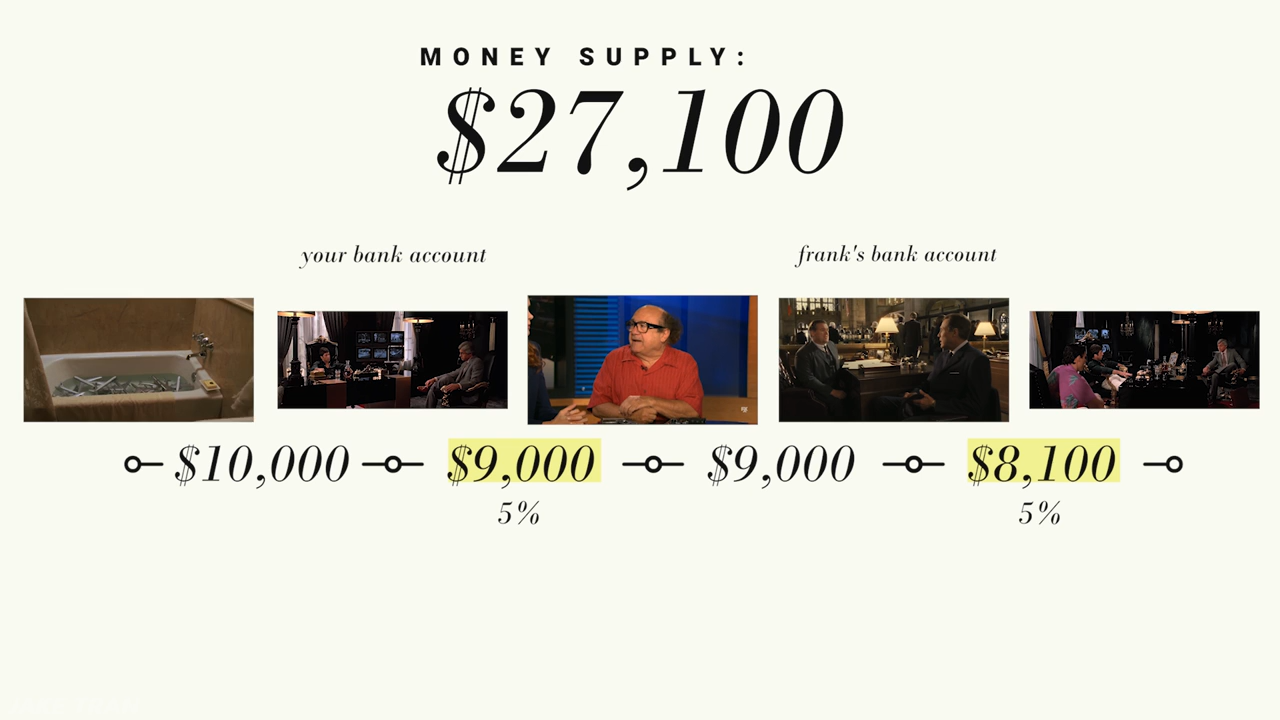 MONEY SUPPLY:
$27,100
your bank account
frank's bank account
$10,000
$9,000
$9,000
$8,100
5%
5%